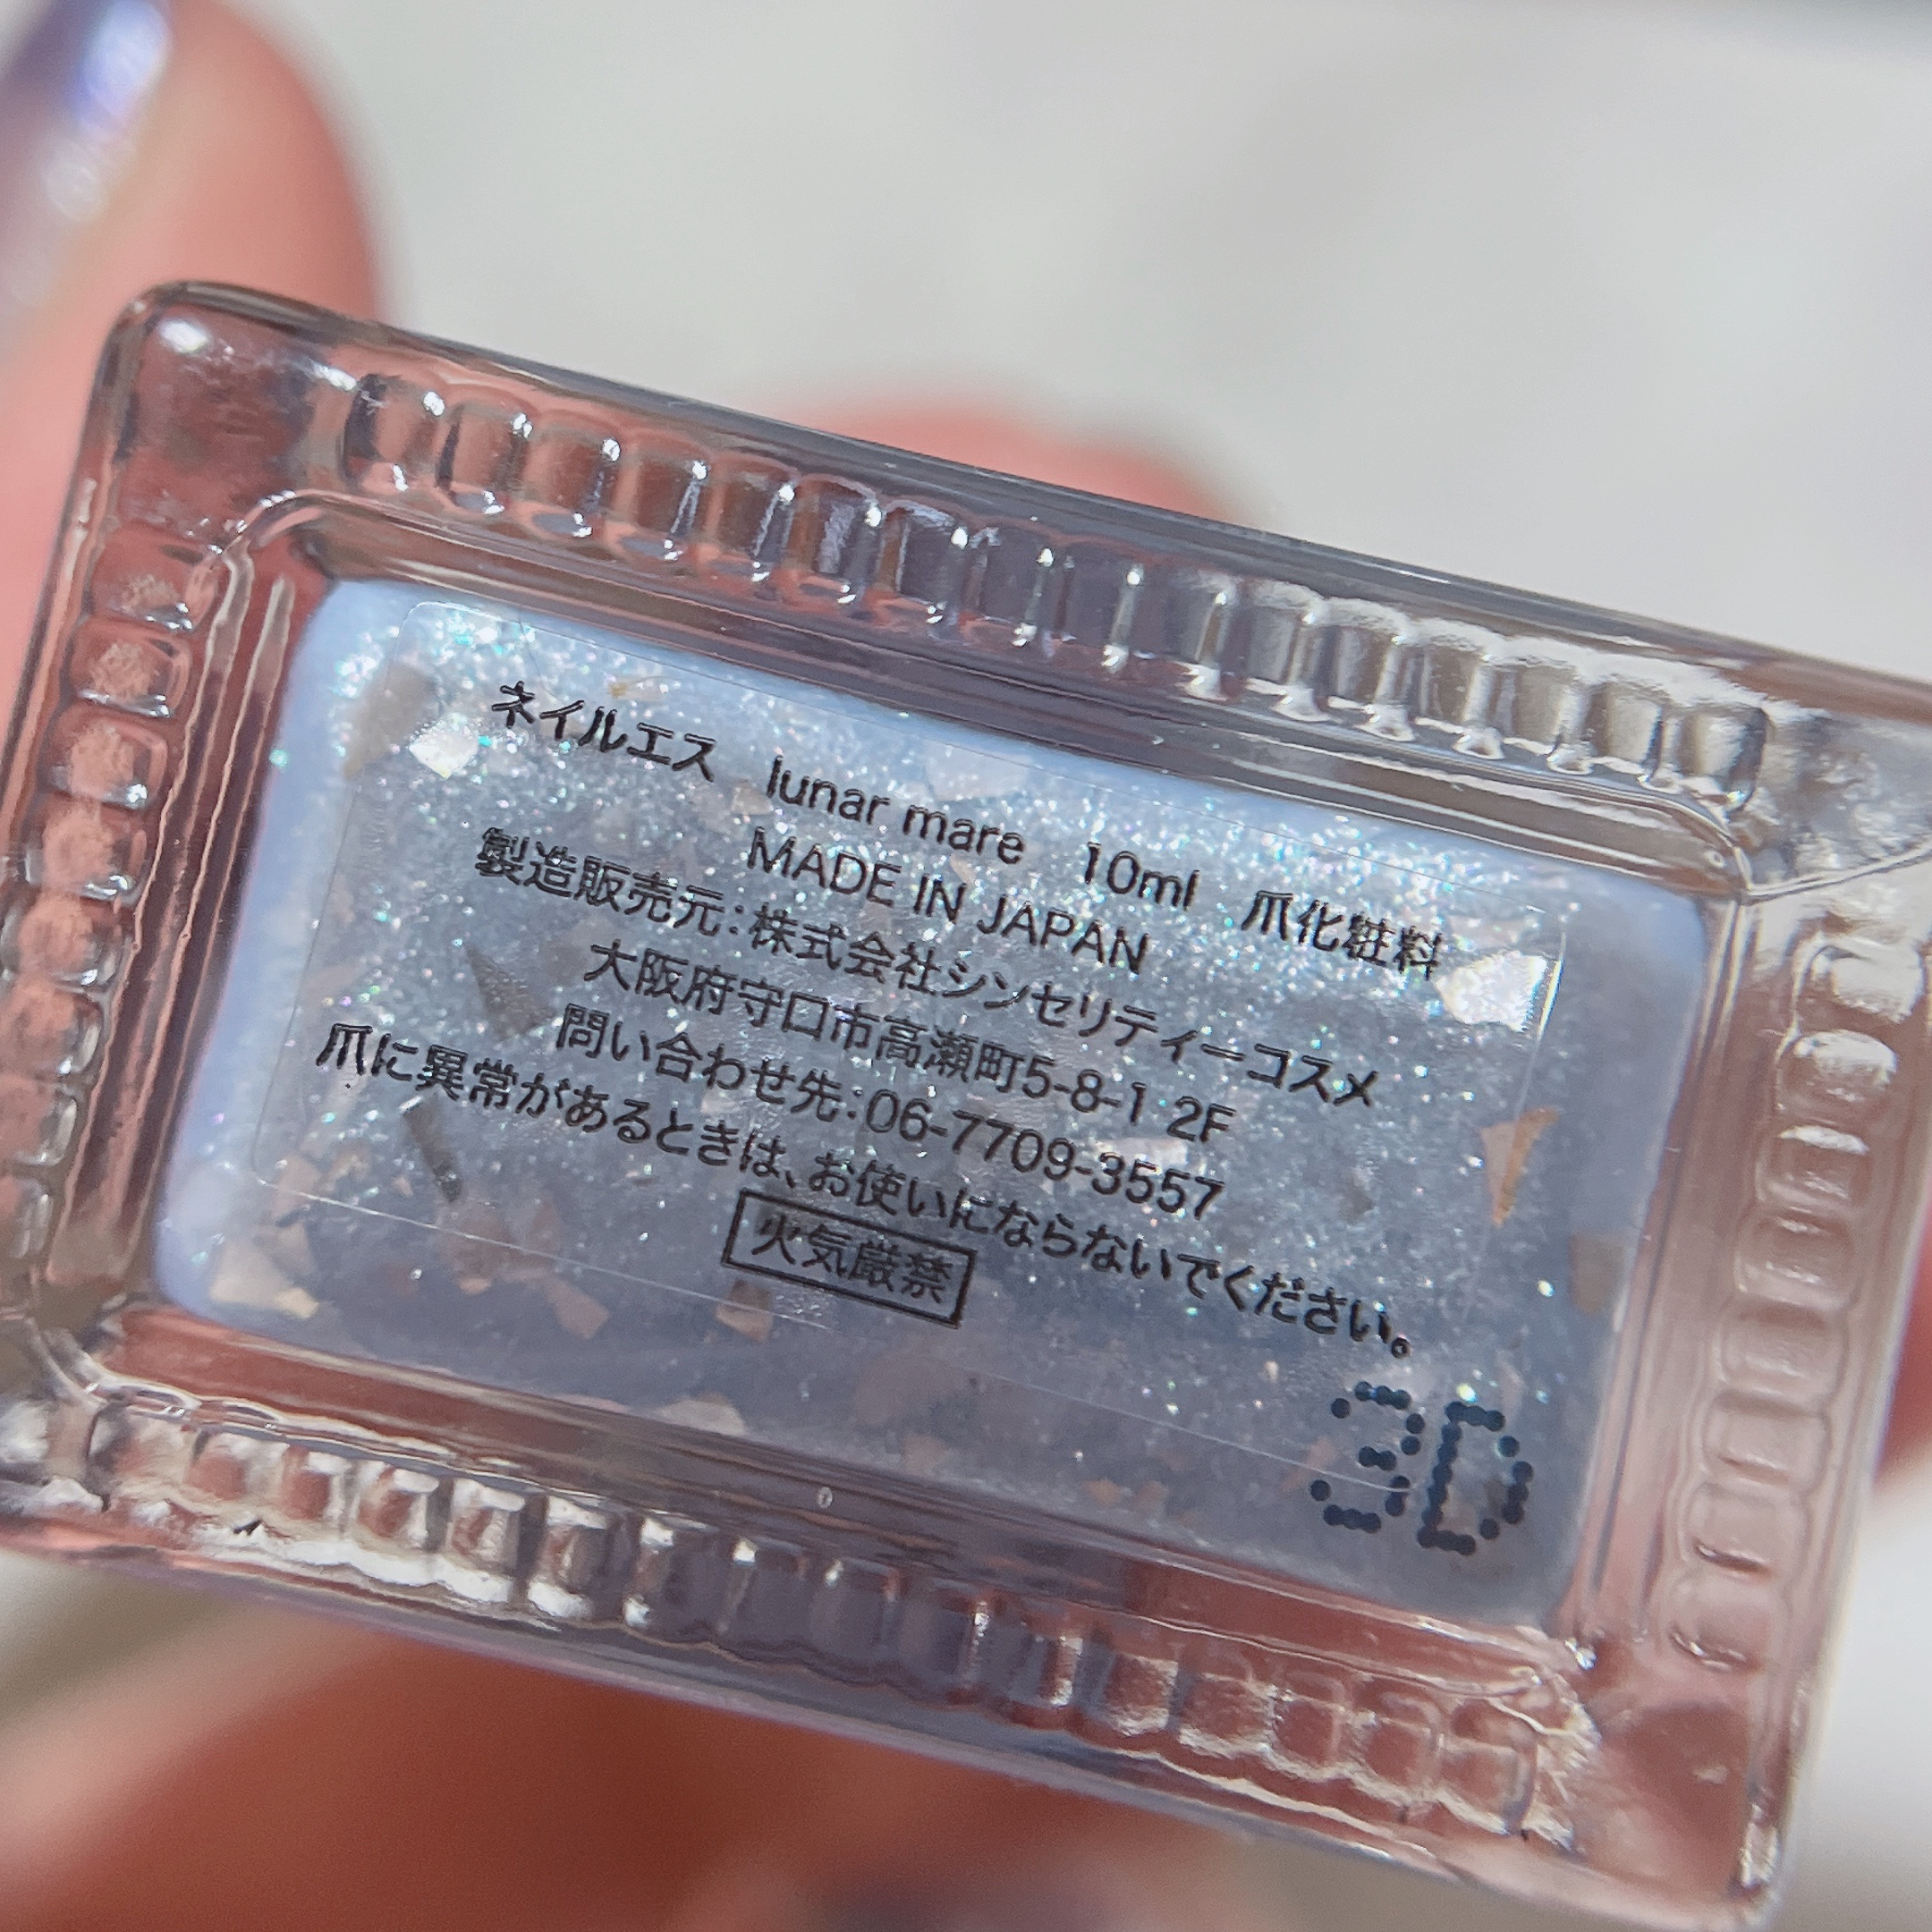 ネイルエス lunar mare 10ml 爪化粧料
MADE IN JAPAN
製造販売元:株式会社シンセリティーコスメ
大阪府守口市高瀬町5-8-1 2F
問い合わせ先:06-7709-3557
爪に異常があるときは、お使いにならないでください。
火気厳禁
3D